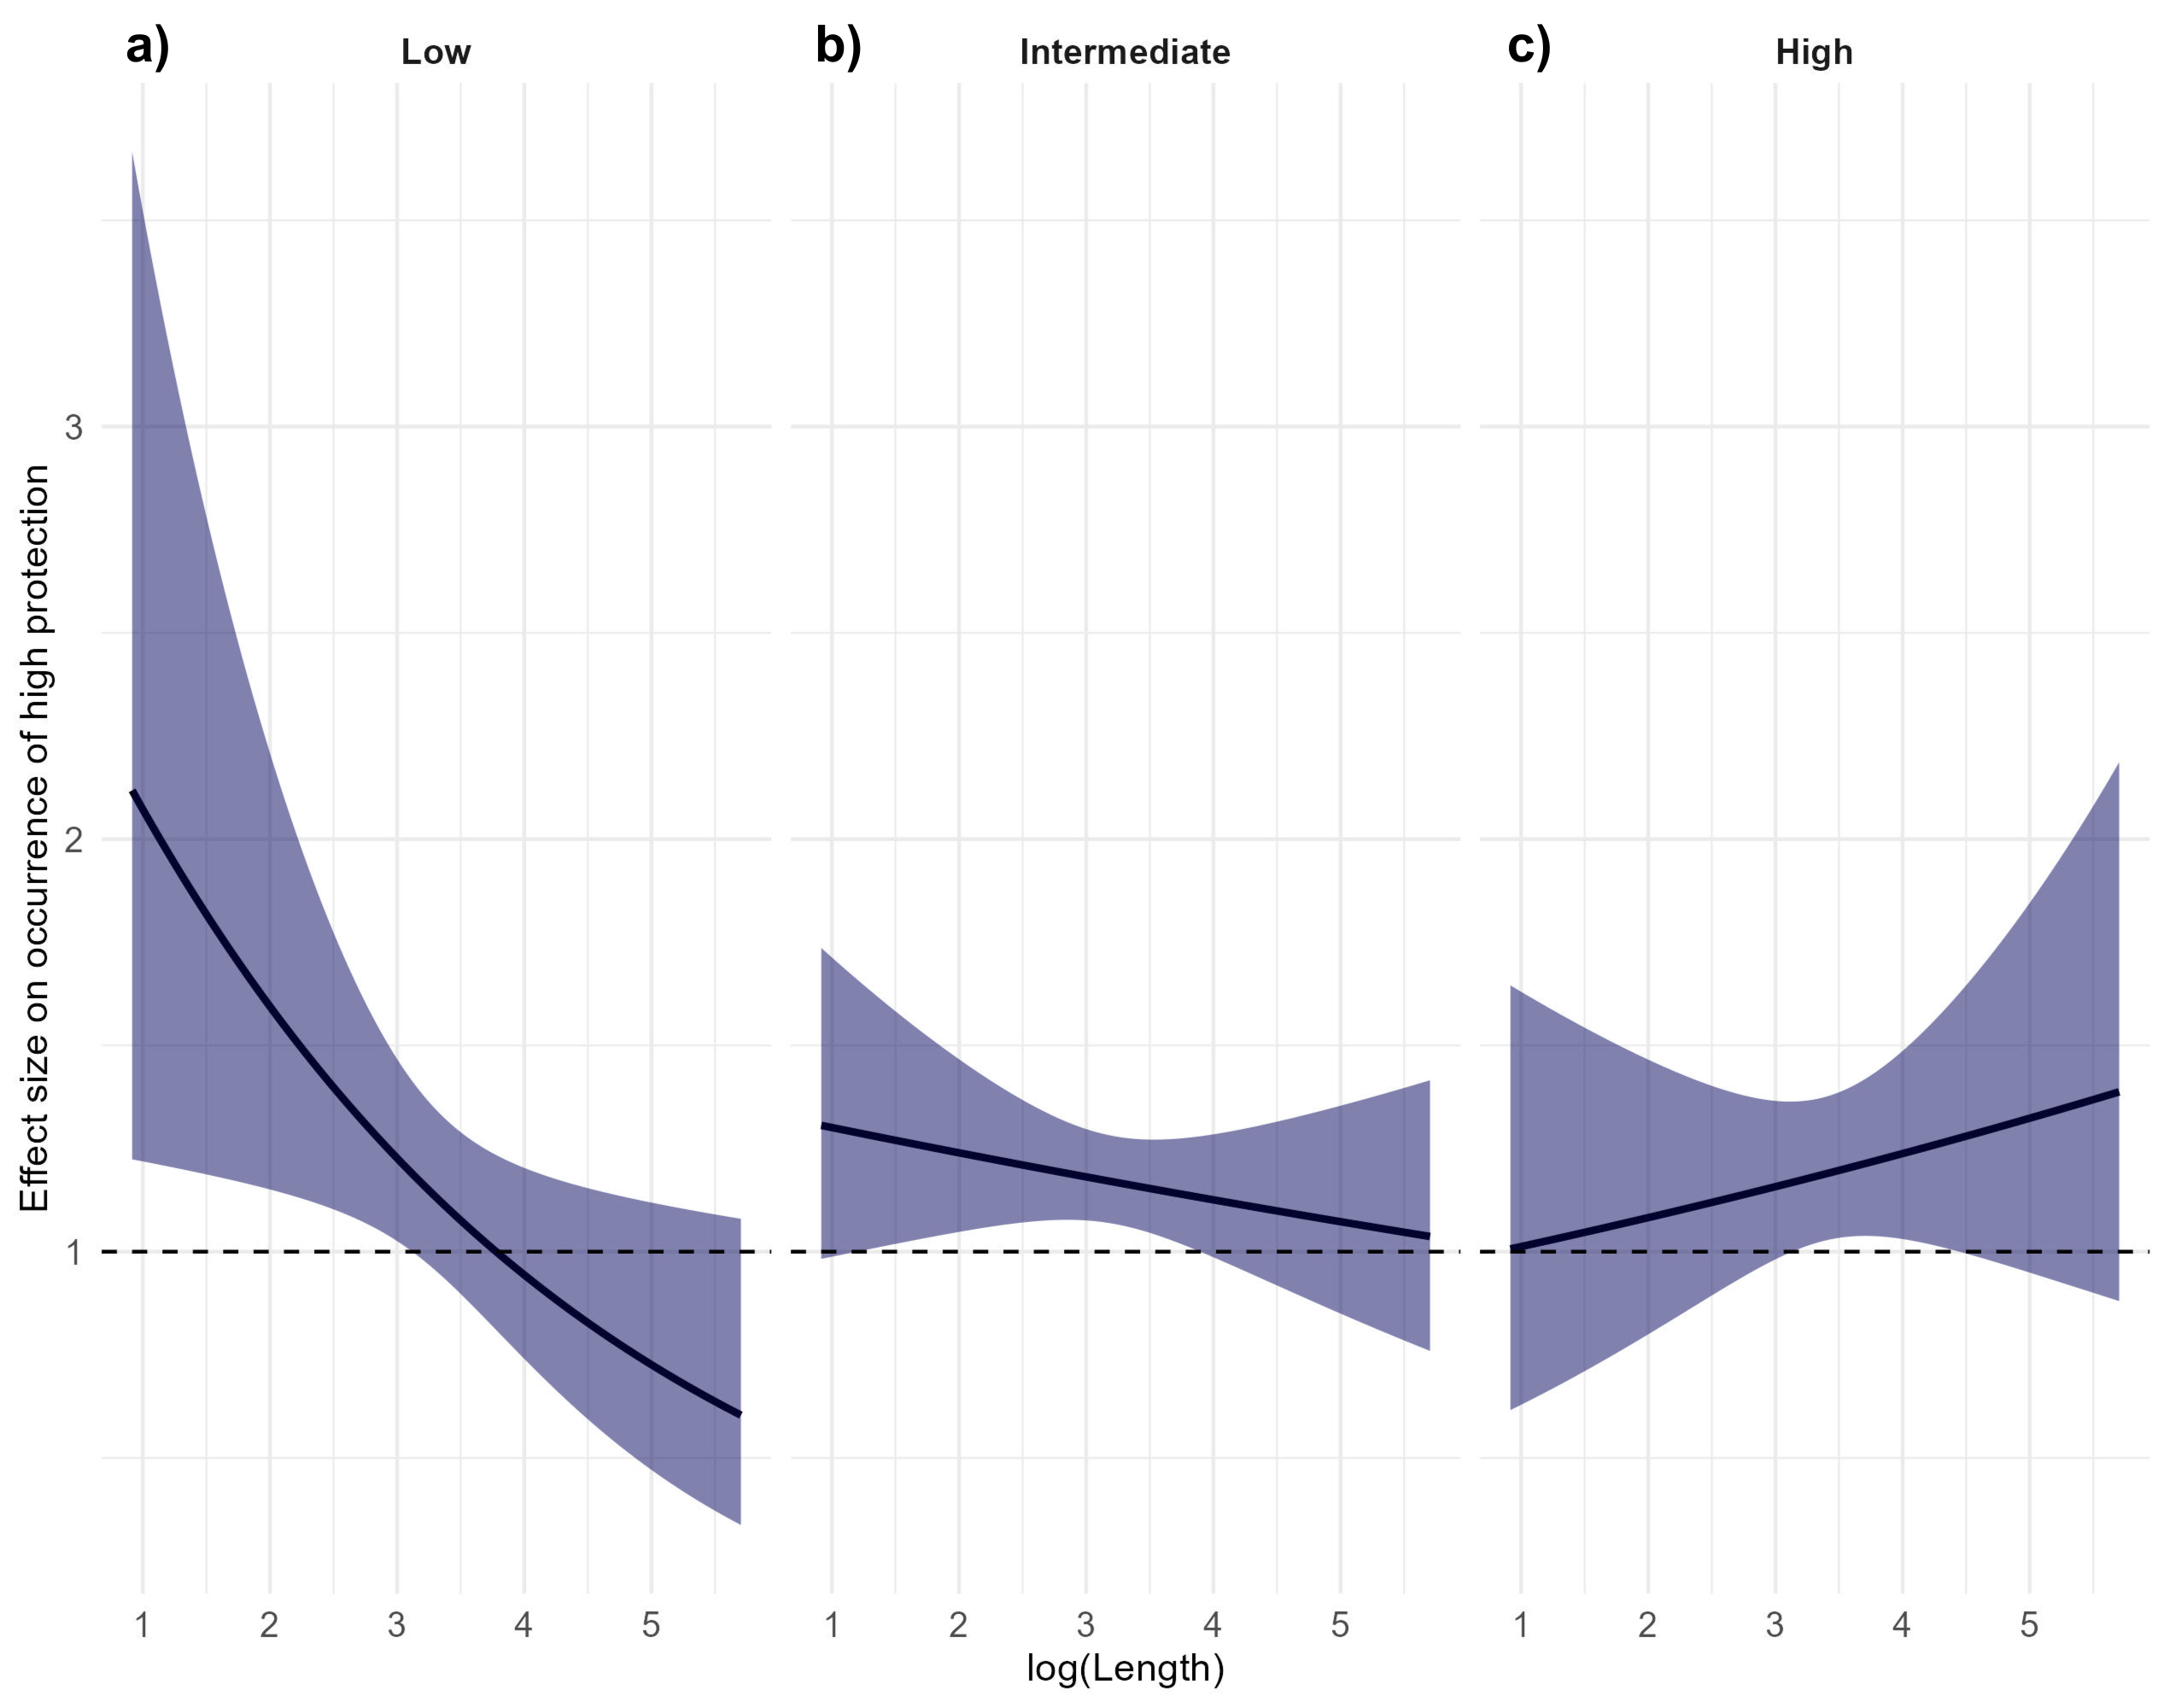 a) Low b) Intermediate c) High
Effect size on occurrence of high protection
3
2
1
1 2 3 4 5 1 2 3 4 5 1 2 3 4 5
log(Length)